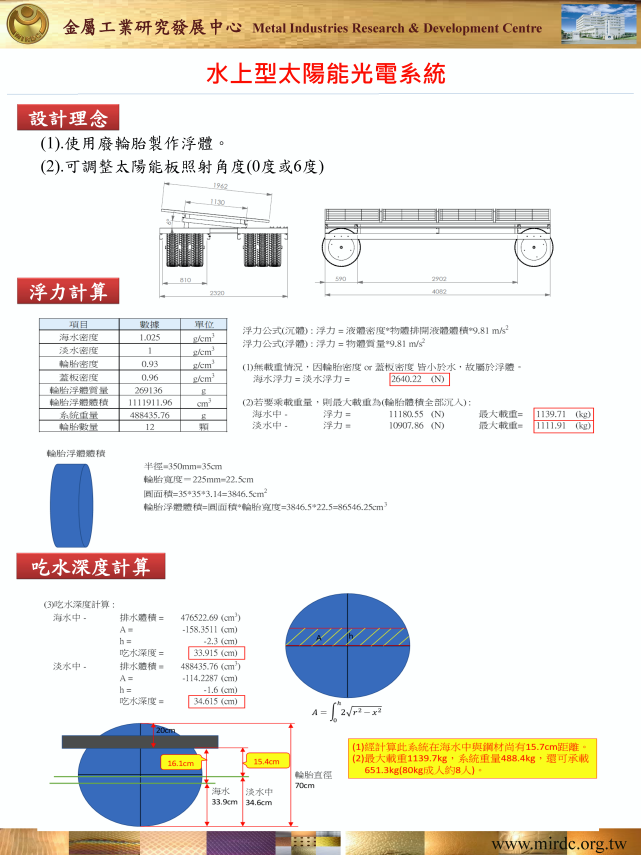 金屬工業研究發展中心 Metal Industries Research & Development Centre
水上型太陽能光電系統
設計理念
(1).使用廢輪胎製作浮體。
(2).可調整太陽能板照射角度(0度或6度)
1962
1130
810
2320
590
2902
4082
浮力計算
項目 數據 單位
海水密度 1.025 g/cm³
淡水密度 1 g/cm³
輪胎密度 0.93 g/cm³
蓋板密度 0.96 g/cm³
輪胎浮體質量 269136 g
輪胎浮體體積 1111911.96 cm³
系統重量 488435.76 g
輪胎數量 12 顆
浮力公式(沉體) : 浮力 = 液體密度*物體排開液體體積*9.81 m/s²
浮力公式(浮體) : 浮力 = 物體質量*9.81 m/s²
(1)無載重情況，因輪胎密度 or 蓋板密度 皆小於水，故屬於浮體。
海水浮力 = 淡水浮力 = 2640.22 (N)
(2)若要乘載重量，則最大載重為(輪胎體積全部沉入) :
海水中 - 浮力 = 11180.55 (N) 最大載重= 1139.71 (kg)
淡水中 - 浮力 = 10907.86 (N) 最大載重= 1111.91 (kg)
輪胎浮體體積
半徑=350mm=35cm
輪胎寬度＝225mm=22.5cm
圓面積=35*35*3.14=3846.5cm²
輪胎浮體體積=圓面積*輪胎寬度=3846.5*22.5=86546.25cm³
吃水深度計算
(3)吃水深度計算 :
海水中 - 排水體積 = 476522.69 (cm³)
A = -158.3511 (cm)
h = -2.3 (cm)
吃水深度 = 33.915 (cm)
淡水中 - 排水體積 = 488435.76 (cm³)
A = -114.2287 (cm)
h = -1.6 (cm)
吃水深度 = 34.615 (cm)
A h
A = ∫₀ʰ 2√(r² − x²)
20cm
16.1cm
15.4cm
海水
33.9cm
淡水中
34.6cm
輪胎直徑
70cm
(1)經計算此系統在海水中與鋼材尚有15.7cm距離。
(2)最大載重1139.7kg，系統重量488.4kg，還可承載
651.3kg(80kg成人約8人)。
www.mirdc.org.tw